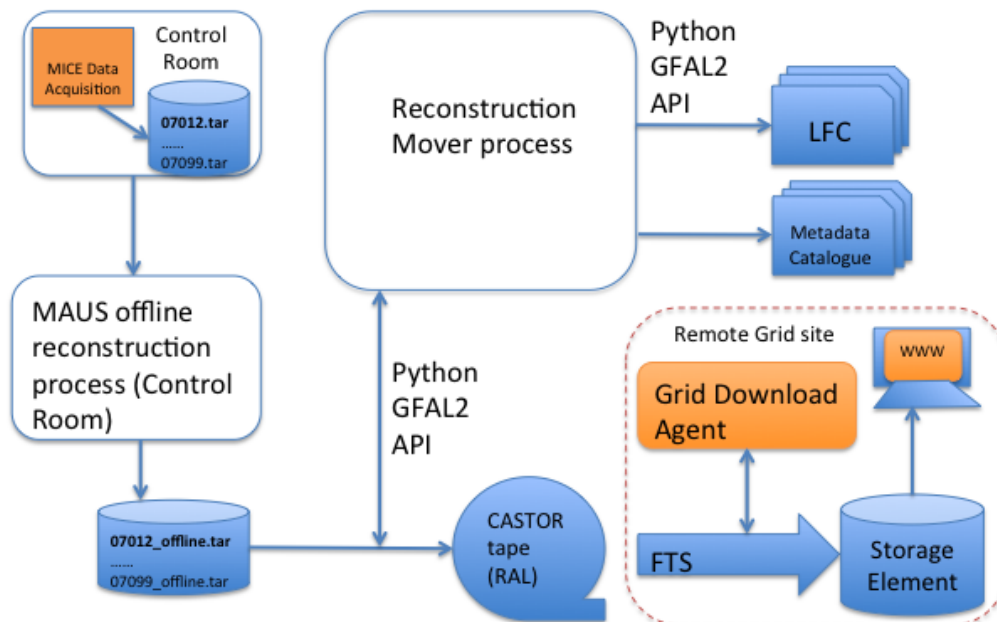 Control
Room
MICE Data
Acquisition
07012.tar
......
07099.tar
MAUS offline
reconstruction
process (Control
Room)
07012_offline.tar
......
07099_offline.tar
Reconstruction
Mover process
Python
GFAL2
API
LFC
Metadata
Catalogue
Python
GFAL2
API
CASTOR
tape
(RAL)
Remote Grid site
www
Grid Download
Agent
FTS
Storage
Element